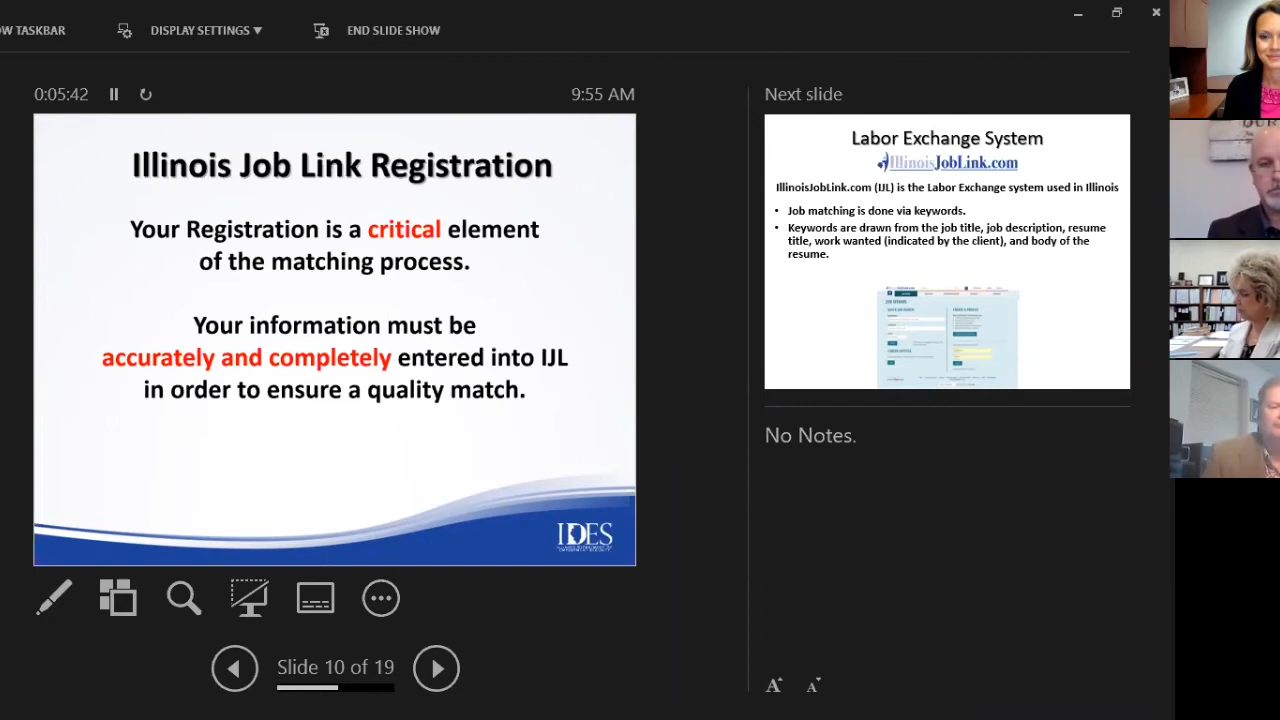 OW TASKBAR
DISPLAY SETTINGS ▼
END SLIDE SHOW
0:05:42
9:55 AM
Illinois Job Link Registration
Your Registration is a critical element
of the matching process.
Your information must be
accurately and completely entered into IJL
in order to ensure a quality match.
IDES
ILLINOIS DEPARTMENT OF
EMPLOYMENT SECURITY
Slide 10 of 19
Next slide
Labor Exchange System
IllinoisJobLink.com
IllinoisJobLink.com (IJL) is the Labor Exchange system used in Illinois
• Job matching is done via keywords.
• Keywords are drawn from the job title, job description, resume
title, work wanted (indicated by the client), and body of the
resume.
No Notes.
A A